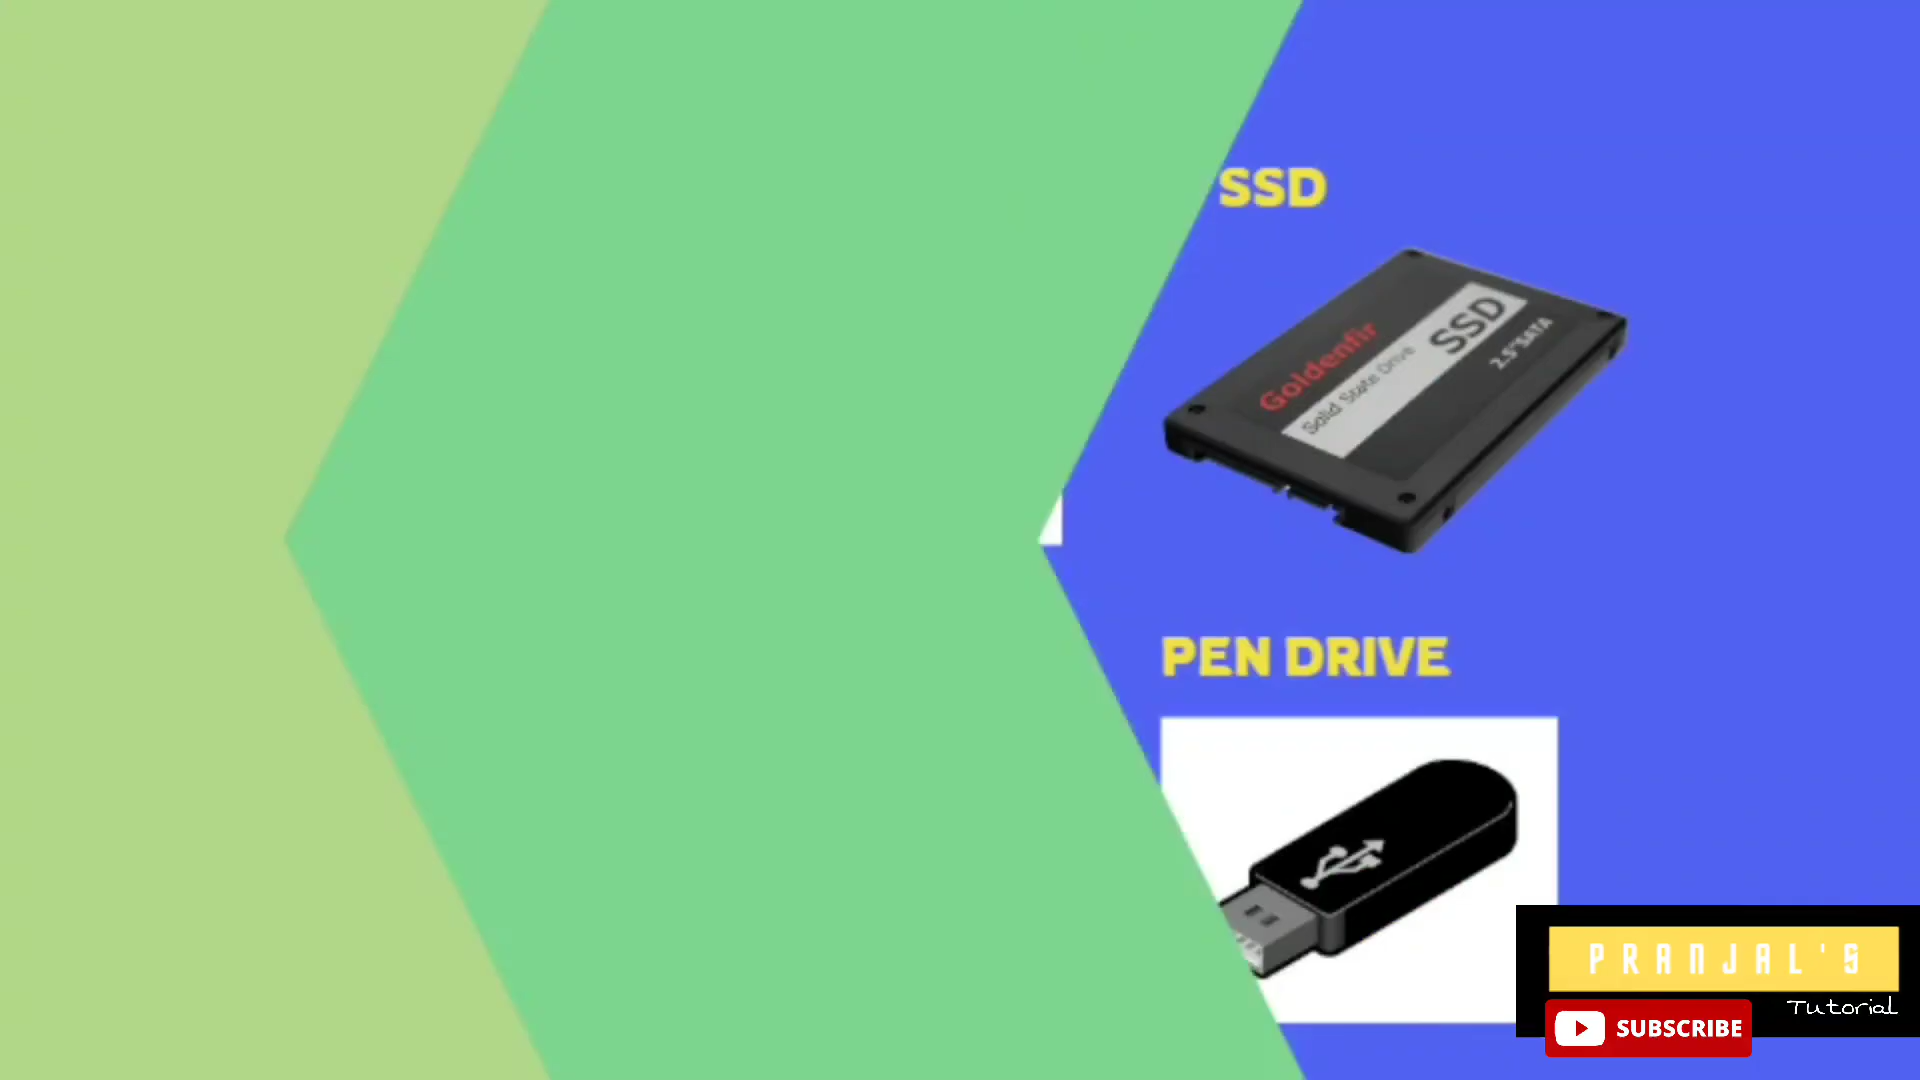 SSD
Goldenfir
Solid State Drive
SSD
2.5"SATA
PEN DRIVE
PRANJAL'S
Tutorial
SUBSCRIBE